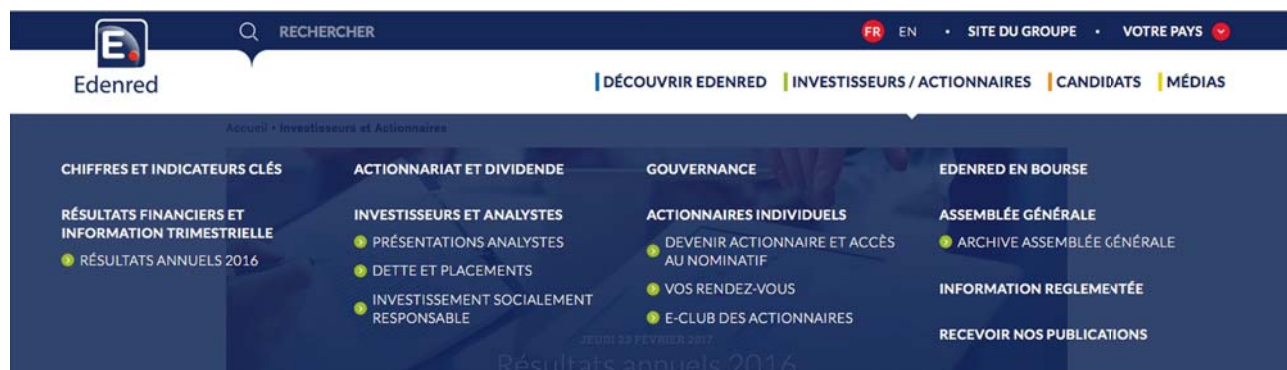 E.
Edenred
RECHERCHER
FR EN • SITE DU GROUPE • VOTRE PAYS
DÉCOUVRIR EDENRED INVESTISSEURS / ACTIONNAIRES CANDIDATS MÉDIAS
Accueil • Investisseurs et Actionnaires
CHIFFRES ET INDICATEURS CLÉS
RÉSULTATS FINANCIERS ET
INFORMATION TRIMESTRIELLE
RÉSULTATS ANNUELS 2016
ACTIONNARIAT ET DIVIDENDE
INVESTISSEURS ET ANALYSTES
PRÉSENTATIONS ANALYSTES
DETTE ET PLACEMENTS
INVESTISSEMENT SOCIALEMENT
RESPONSABLE
GOUVERNANCE
ACTIONNAIRES INDIVIDUELS
DEVENIR ACTIONNAIRE ET ACCÈS
AU NOMINATIF
VOS RENDEZ-VOUS
E-CLUB DES ACTIONNAIRES
EDENRED EN BOURSE
ASSEMBLÉE GÉNÉRALE
ARCHIVE ASSEMBLÉE GÉNÉRALE
INFORMATION REGLEMENTÉE
RECEVOIR NOS PUBLICATIONS
JEUDI 23 FÉVRIER 2017
Résultats annuels 2016